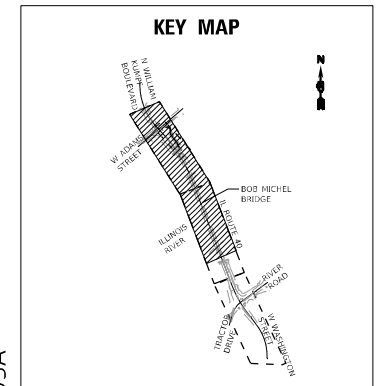 KEY MAP
N WILLIAM
KUMPF
BOULEVARD
N
W ADAMS
STREET
BOB MICHEL
BRIDGE
IL ROUTE 40
ILLINOIS
RIVER
RIVER
ROAD
TRACTOR
DRIVE
W WASHINGTON
STREET